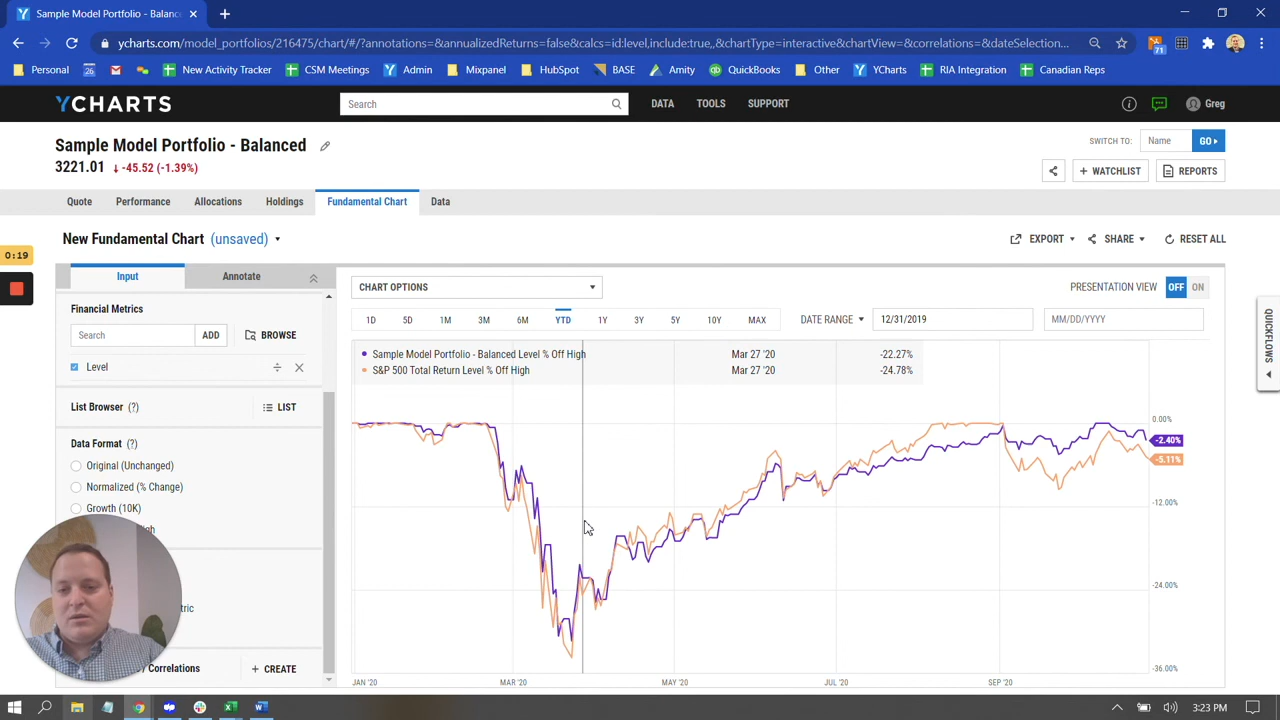 Sample Model Portfolio - Balanc
ycharts.com/model_portfolios/216475/chart/#/?annotations=&annualizedReturns=false&calcs=id:level,include:true,,&chartType=interactive&chartView=&correlations=&dateSelection...
71
Personal
26
New Activity Tracker
CSM Meetings
Admin
Mixpanel
HubSpot
BASE
Amity
QuickBooks
Other
YCharts
RIA Integration
Canadian Reps
YCHARTS
Search
DATA
TOOLS
SUPPORT
Greg
Sample Model Portfolio - Balanced
SWITCH TO:
Name
GO
3221.01
-45.52 (-1.39%)
+ WATCHLIST
REPORTS
Quote
Performance
Allocations
Holdings
Fundamental Chart
Data
New Fundamental Chart (unsaved)
EXPORT
SHARE
RESET ALL
0:19
Input
Annotate
Financial Metrics
Search
ADD
BROWSE
Level
List Browser (?)
LIST
Data Format (?)
Original (Unchanged)
Normalized (% Change)
Growth (10K)
tric
Correlations
+ CREATE
CHART OPTIONS
PRESENTATION VIEW
OFF
ON
1D
5D
1M
3M
6M
YTD
1Y
3Y
5Y
10Y
MAX
DATE RANGE
12/31/2019
MM/DD/YYYY
QUICKFLOWS
Sample Model Portfolio - Balanced Level % Off High
Mar 27 '20
-22.27%
S&P 500 Total Return Level % Off High
Mar 27 '20
-24.78%
0.00%
-2.40%
-5.11%
-12.00%
-24.00%
-36.00%
JAN '20
MAR '20
MAY '20
JUL '20
SEP '20
3:23 PM